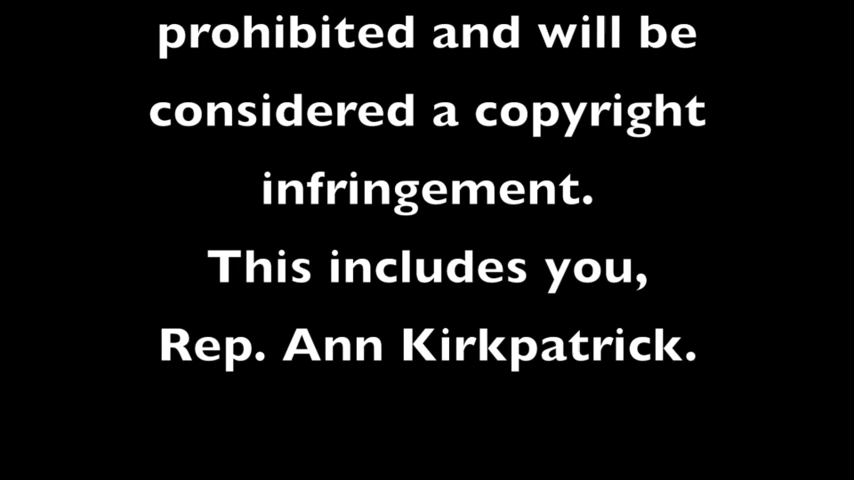 prohibited and will be
considered a copyright
infringement.
This includes you,
Rep. Ann Kirkpatrick.